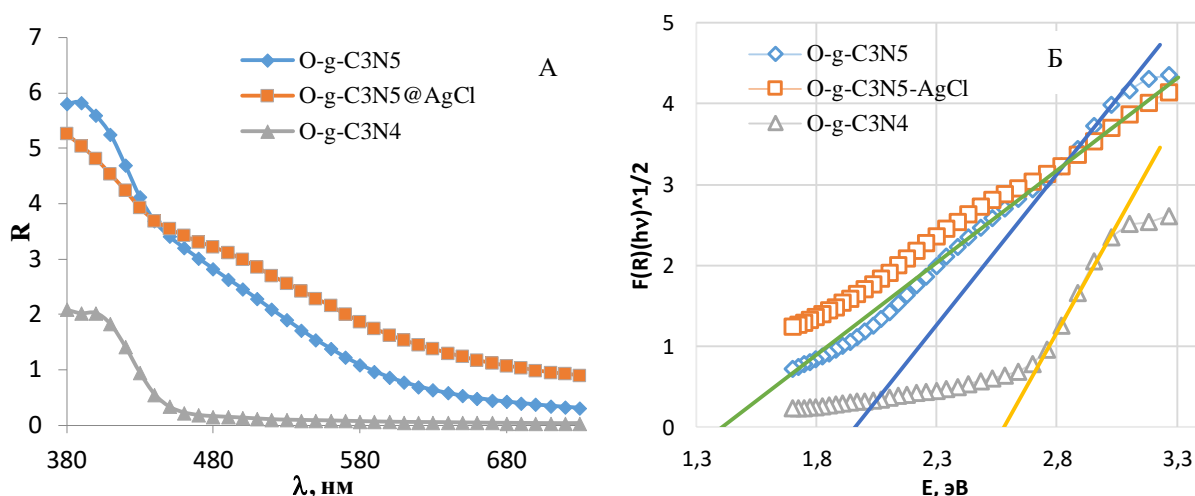 7
6
5
4
3
2
1
0
R
380
480
580
680
λ, нм
O-g-C3N5
O-g-C3N5@AgCl
O-g-C3N4
А
5
4
3
2
1
0
F(R)(hν)^1/2
1,3
1,8
2,3
2,8
3,3
E, эВ
O-g-C3N5
O-g-C3N5-AgCl
O-g-C3N4
Б